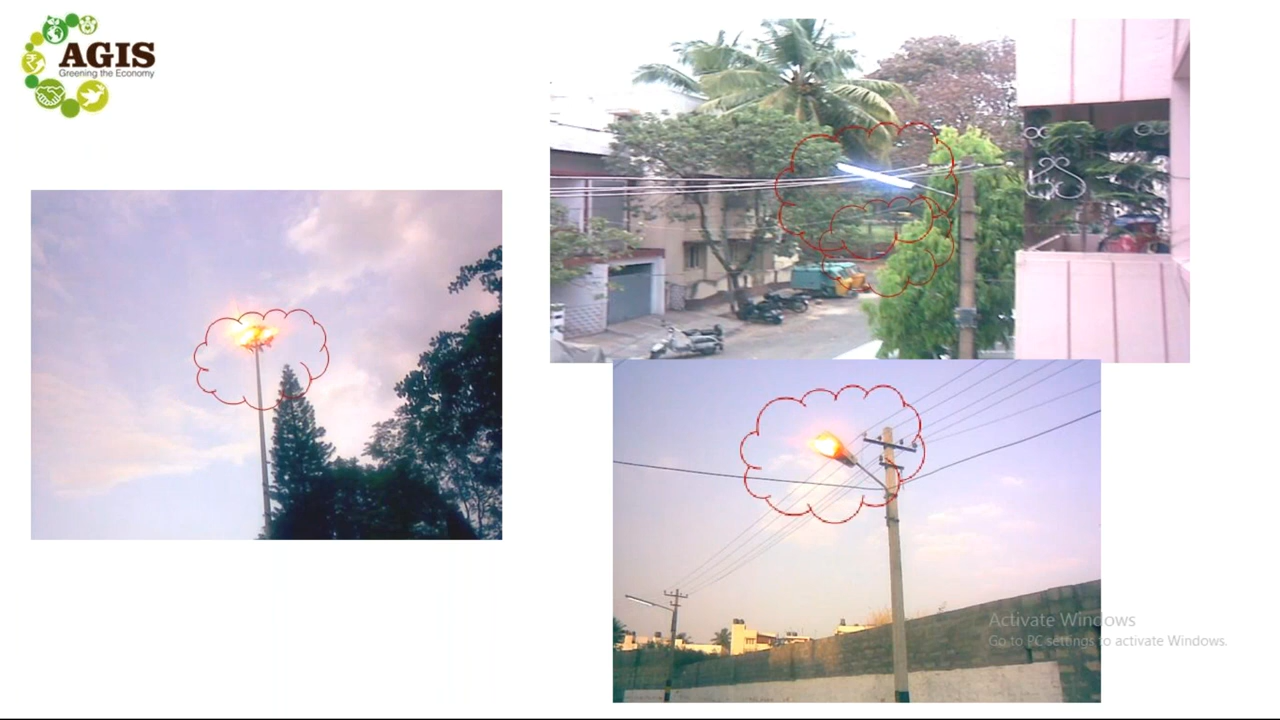 AGIS
Greening the Economy
Activate Windows
Go to PC settings to activate Windows.